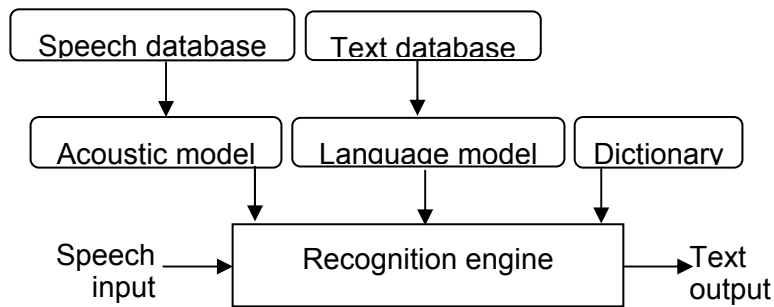 Speech database
Text database
Acoustic model
Language model
Dictionary
Speech
input
Recognition engine
Text
output